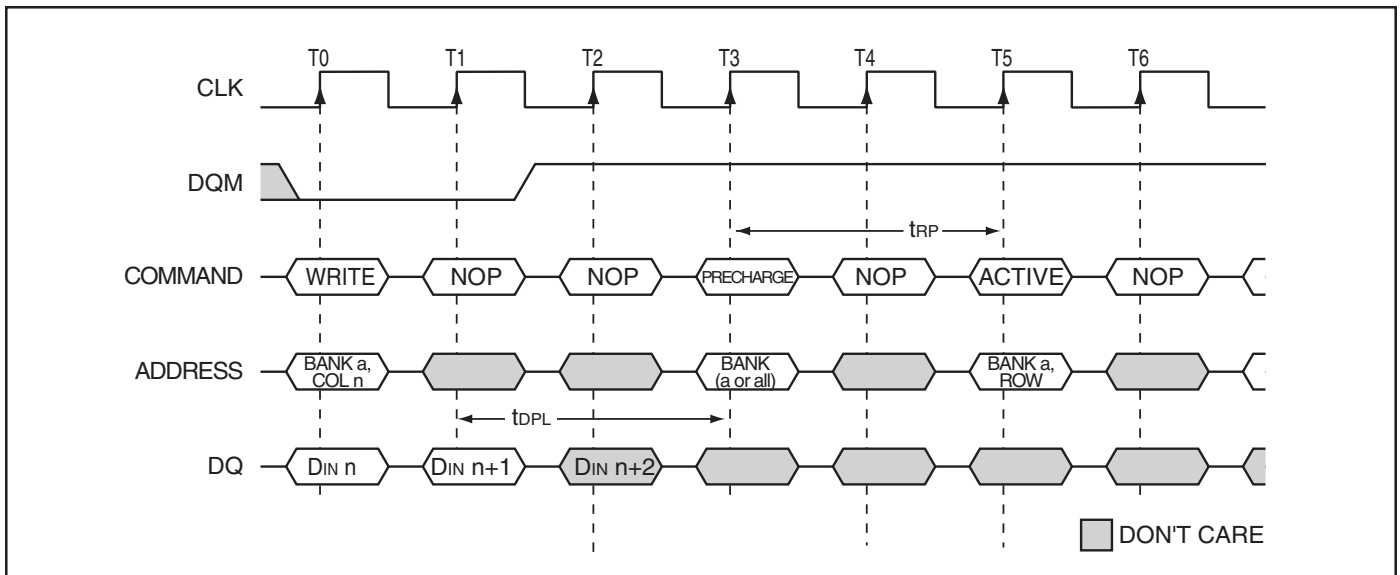 T0 T1 T2 T3 T4 T5 T6
CLK
DQM
tRP
COMMAND WRITE NOP NOP PRECHARGE NOP ACTIVE NOP
ADDRESS
BANK a,
COL n
BANK
(a or all)
BANK a,
ROW
tDPL
DQ DIN n DIN n+1 DIN n+2
DON'T CARE